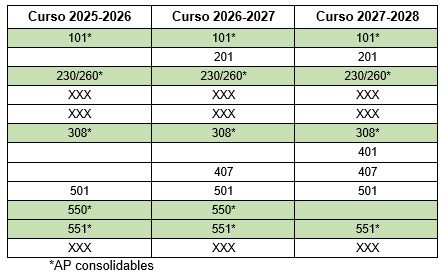 Curso 2025-2026 Curso 2026-2027 Curso 2027-2028
101* 101* 101*
201 201
230/260* 230/260* 230/260*
XXX XXX XXX
XXX XXX XXX
308* 308* 308*
401
407 407
501 501 501
550* 550*
551* 551* 551*
XXX XXX XXX
*AP consolidables